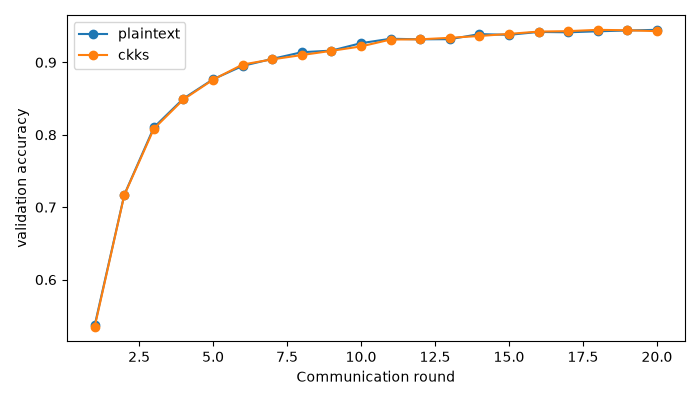 plaintext
ckks
validation accuracy
0.9
0.8
0.7
0.6
2.5 5.0 7.5 10.0 12.5 15.0 17.5 20.0
Communication round